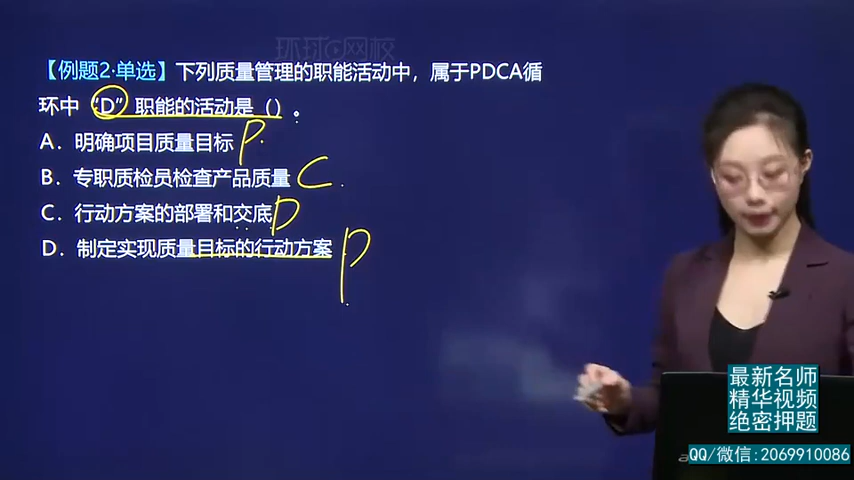 环球网校
【例题2·单选】下列质量管理的职能活动中，属于PDCA循
环中“D”职能的活动是（）。
A．明确项目质量目标 P
B．专职质检员检查产品质量 C
C．行动方案的部署和交底 D
D．制定实现质量目标的行动方案 P
最新名师
精华视频
绝密押题
QQ/微信:2069910086